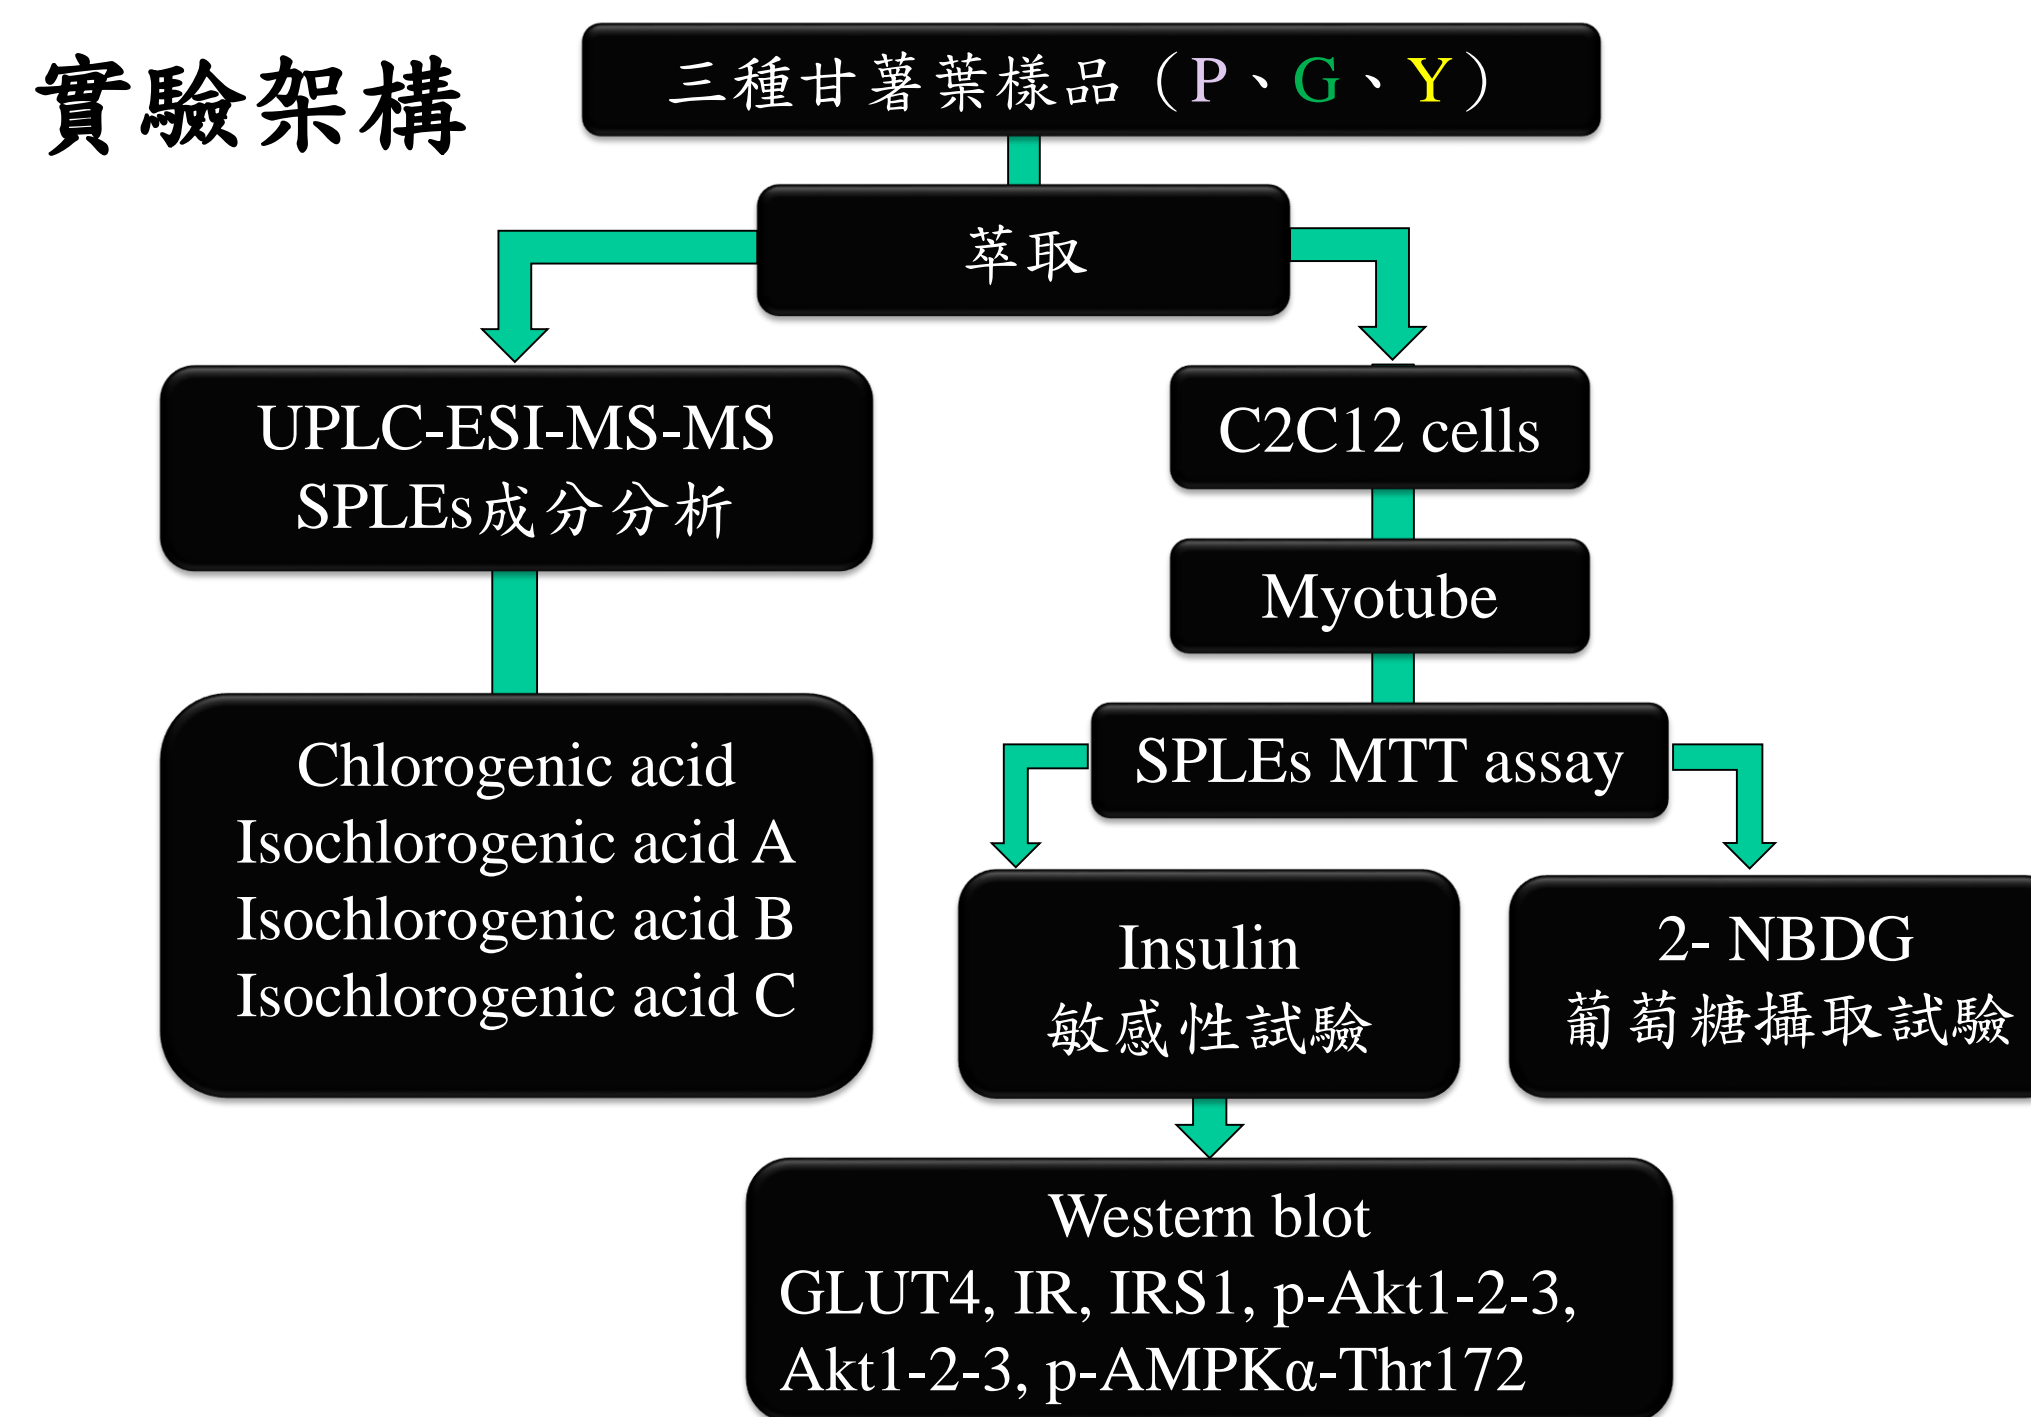 實驗架構
三種甘薯葉樣品（P、G、Y）
萃取
UPLC-ESI-MS-MS
SPLEs成分分析
Chlorogenic acid
Isochlorogenic acid A
Isochlorogenic acid B
Isochlorogenic acid C
C2C12 cells
Myotube
SPLEs MTT assay
Insulin
敏感性試驗
2- NBDG
葡萄糖攝取試驗
Western blot
GLUT4, IR, IRS1, p-Akt1-2-3,
Akt1-2-3, p-AMPKα-Thr172